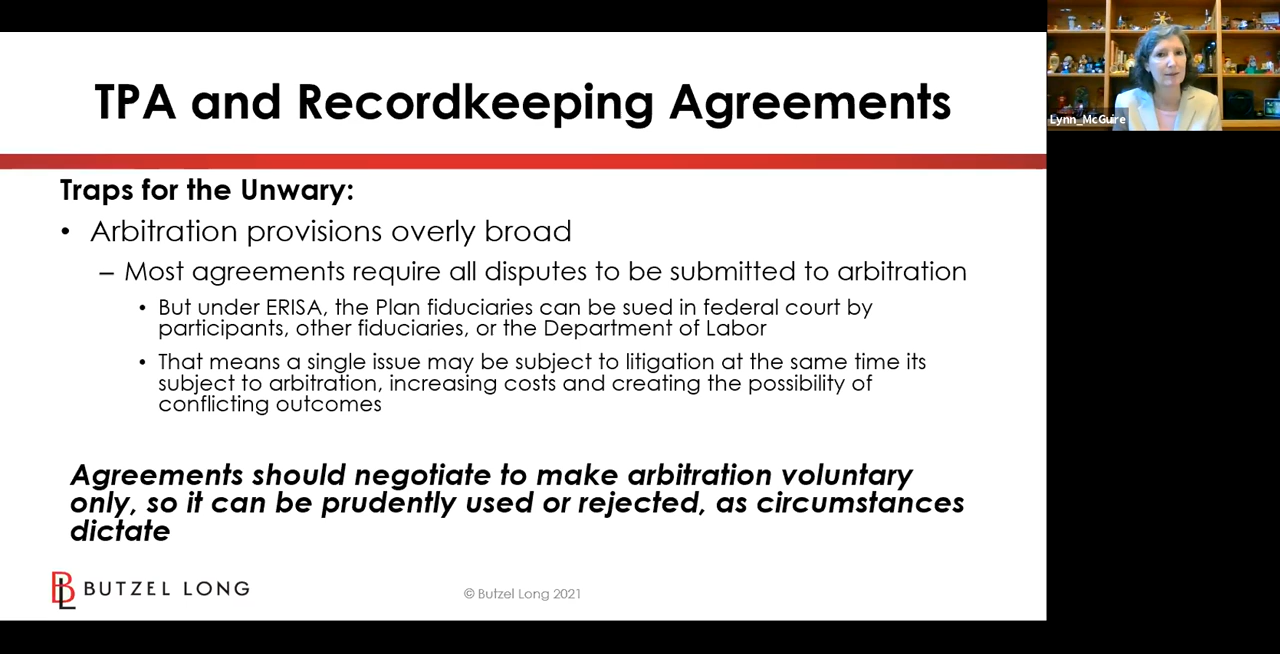 TPA and Recordkeeping Agreements
Lynn_McGuire
Traps for the Unwary:
• Arbitration provisions overly broad
– Most agreements require all disputes to be submitted to arbitration
• But under ERISA, the Plan fiduciaries can be sued in federal court by
participants, other fiduciaries, or the Department of Labor
• That means a single issue may be subject to litigation at the same time its
subject to arbitration, increasing costs and creating the possibility of
conflicting outcomes
Agreements should negotiate to make arbitration voluntary
only, so it can be prudently used or rejected, as circumstances
dictate
BL BUTZEL LONG
© Butzel Long 2021